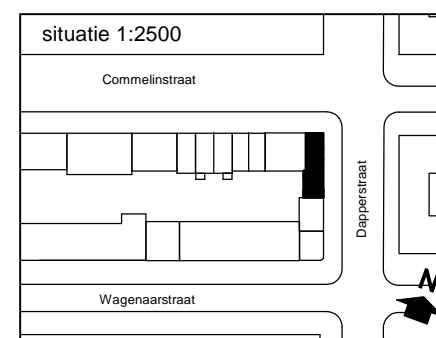 situatie 1:2500
Commelinstraat
Dapperstraat
Wagenaarstraat
N